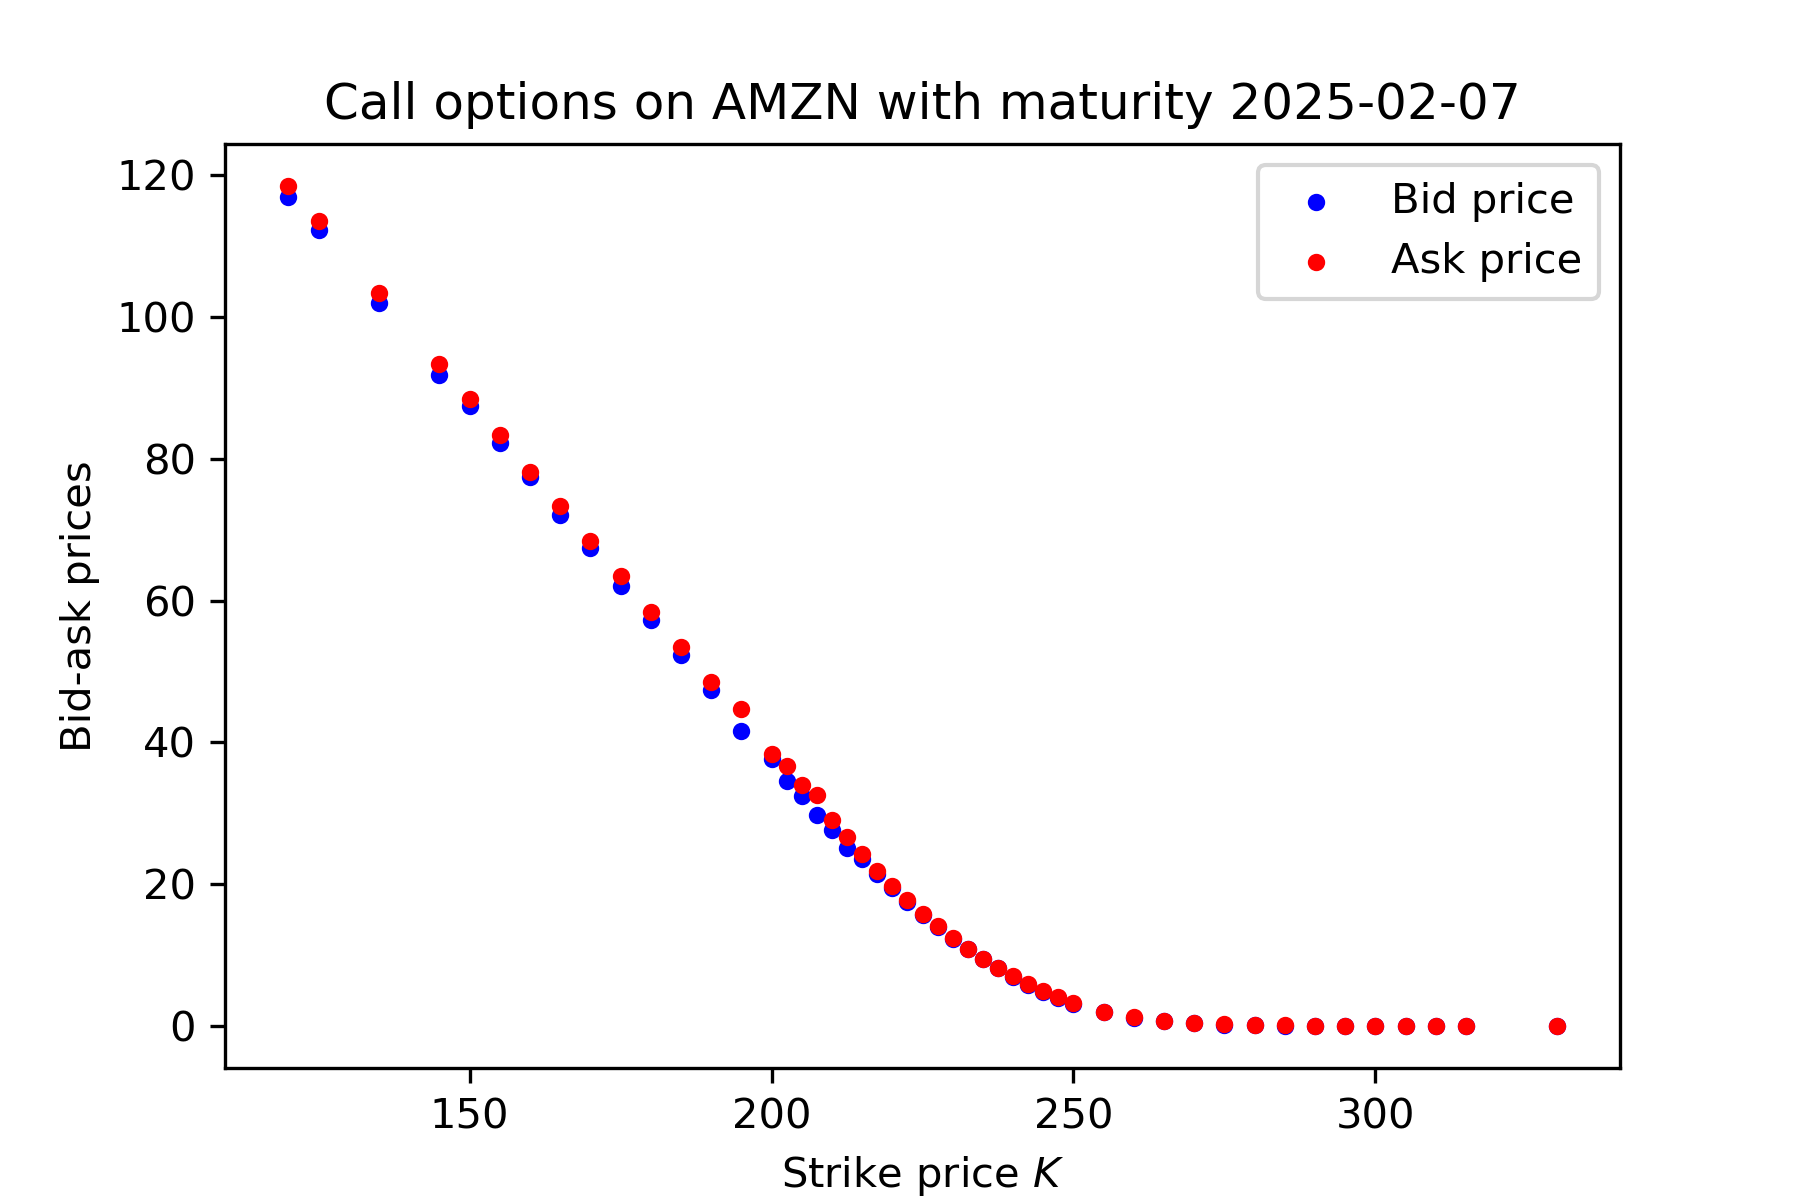 Call options on AMZN with maturity 2025-02-07
Bid price
Ask price
120
100
80
60
40
20
0
Bid-ask prices
150 200 250 300
Strike price K